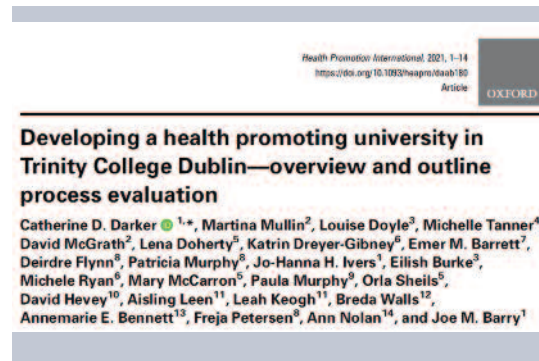 Health Promotion International, 2021, 1–14
https://doi.org/10.1093/heapro/daab180
Article
OXFORD
Developing a health promoting university in
Trinity College Dublin—overview and outline
process evaluation
Catherine D. Darker 1,*, Martina Mullin2, Louise Doyle3, Michelle Tanner4
David McGrath2, Lena Doherty5, Katrin Dreyer-Gibney6, Emer M. Barrett7,
Deirdre Flynn8, Patricia Murphy8, Jo-Hanna H. Ivers1, Eilish Burke3,
Michele Ryan6, Mary McCarron5, Paula Murphy9, Orla Sheils5,
David Hevey10, Aisling Leen11, Leah Keogh11, Breda Walls12,
Annemarie E. Bennett13, Freja Petersen8, Ann Nolan14, and Joe M. Barry1